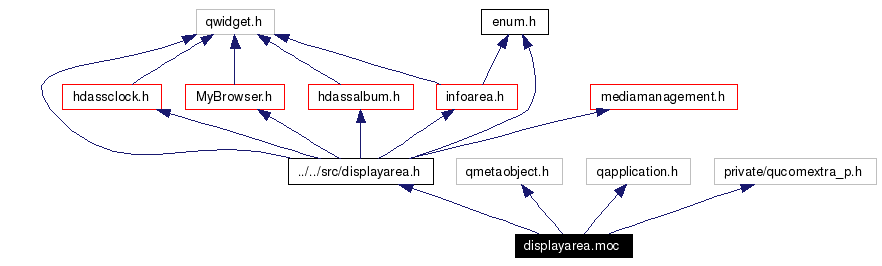 qwidget.h
enum.h
hdassclock.h
MyBrowser.h
hdassalbum.h
infoarea.h
mediamanagement.h
../../src/displayarea.h
qmetaobject.h
qapplication.h
private/qucomextra_p.h
displayarea.moc